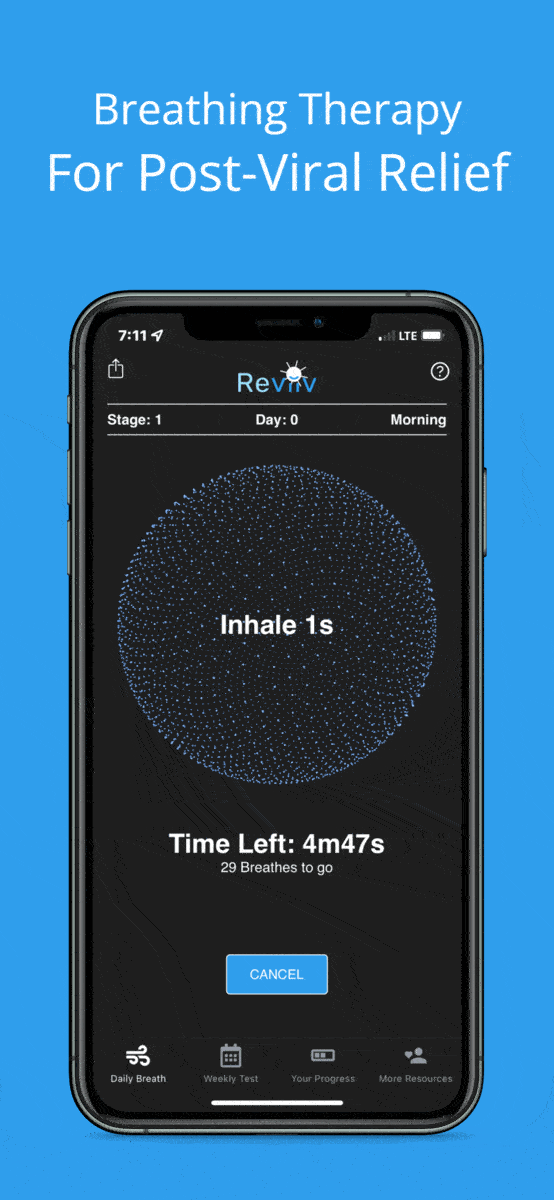 Breathing Therapy
For Post-Viral Relief
7:11 LTE
Reviiv
Stage: 1 Day: 0 Morning
Inhale 1s
Time Left: 4m47s
29 Breathes to go
CANCEL
Daily Breath Weekly Test Your Progress More Resources